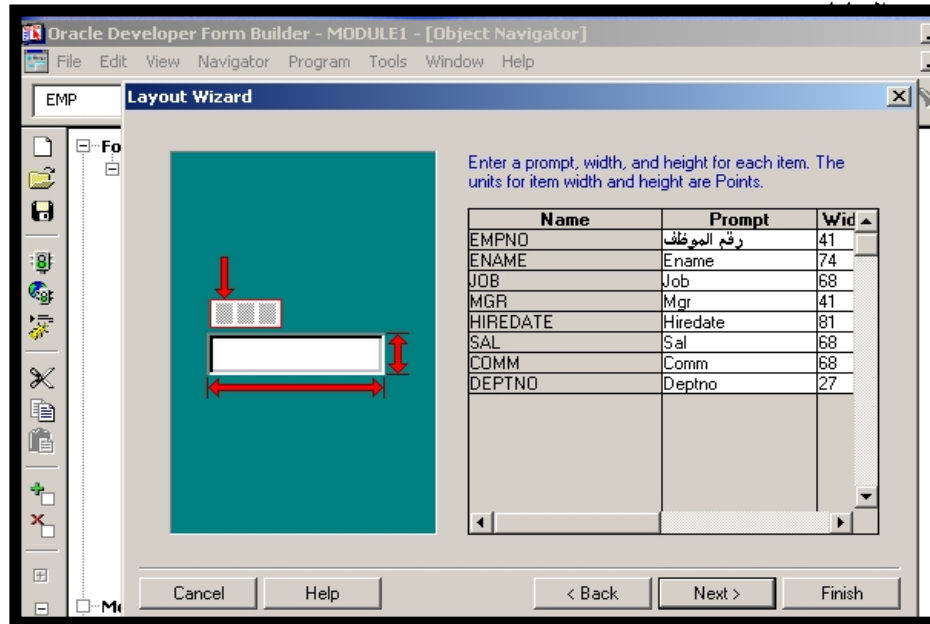 Oracle Developer Form Builder - MODULE1 - [Object Navigator]
File Edit View Navigator Program Tools Window Help
EMP
Layout Wizard
Enter a prompt, width, and height for each item. The
units for item width and height are Points.
Name Prompt Wid
EMPNO رقم الموظف 41
ENAME Ename 74
JOB Job 68
MGR Mgr 41
HIREDATE Hiredate 81
SAL Sal 68
COMM Comm 68
DEPTNO Deptno 27
Cancel Help < Back Next > Finish